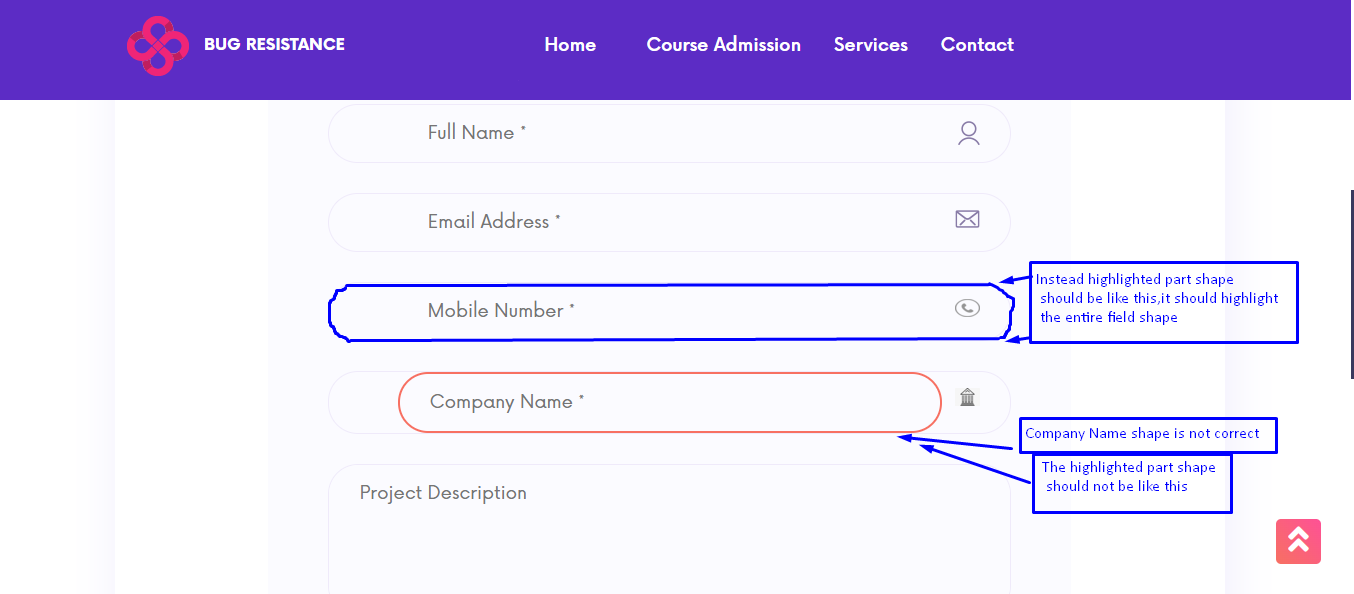 BUG RESISTANCE
Home Course Admission Services Contact
Full Name *
Email Address *
Mobile Number *
Instead highlighted part shape
should be like this,it should highlight
the entire field shape
Company Name *
Company Name shape is not correct
The highlighted part shape
should not be like this
Project Description